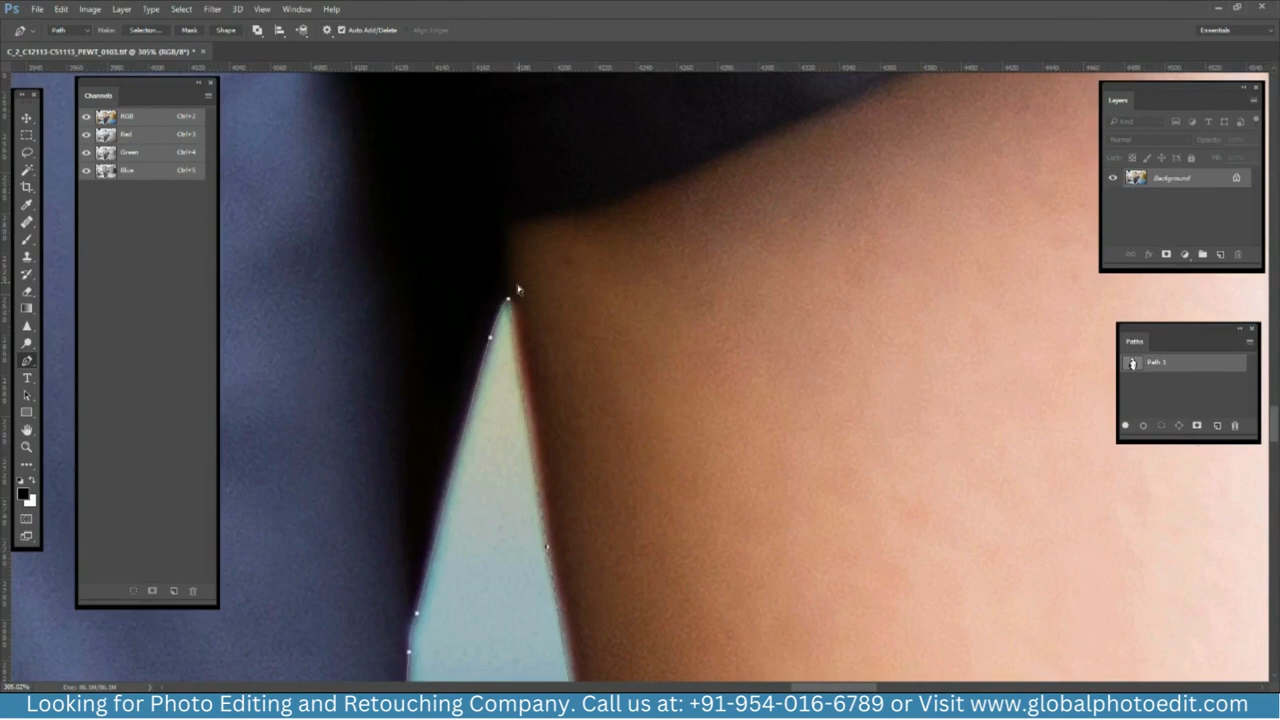 Ps File Edit Image Layer Type Select Filter 3D View Window Help
Path Make: Selection... Mask Shape Auto Add/Delete Align Edges Essentials
C_2_C12113-C51113_PEWT_0103.tif @ 305% (RGB/8*) * ×
Channels
RGB Ctrl+2
Red Ctrl+3
Green Ctrl+4
Blue Ctrl+5
Layers
Kind
Normal Opacity:
Lock: Fill:
Background
Paths
Path 1
Looking for Photo Editing and Retouching Company. Call us at: +91-954-016-6789 or Visit www.globalphotoedit.com